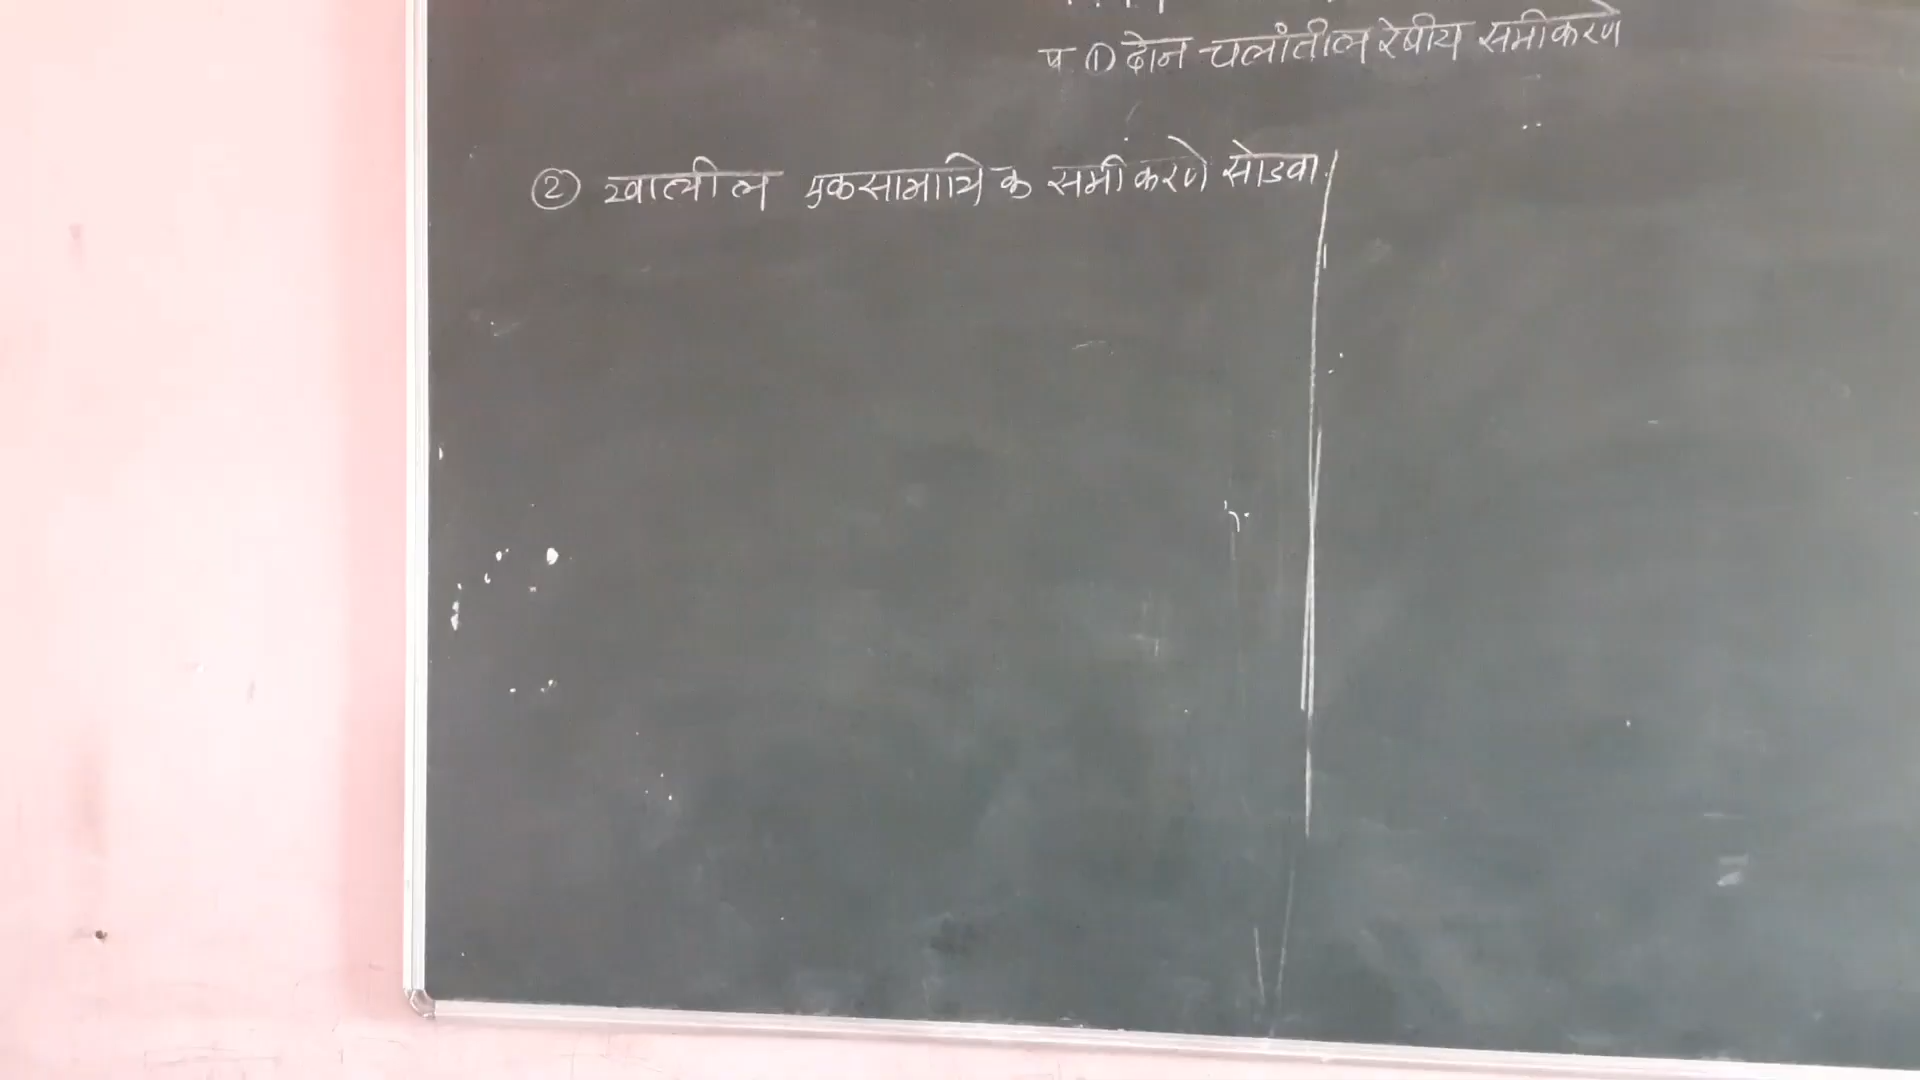 प ① दोन चलांतील रेषीय समीकरणे
② खालील एकसामायिक समीकरणे सोडवा.